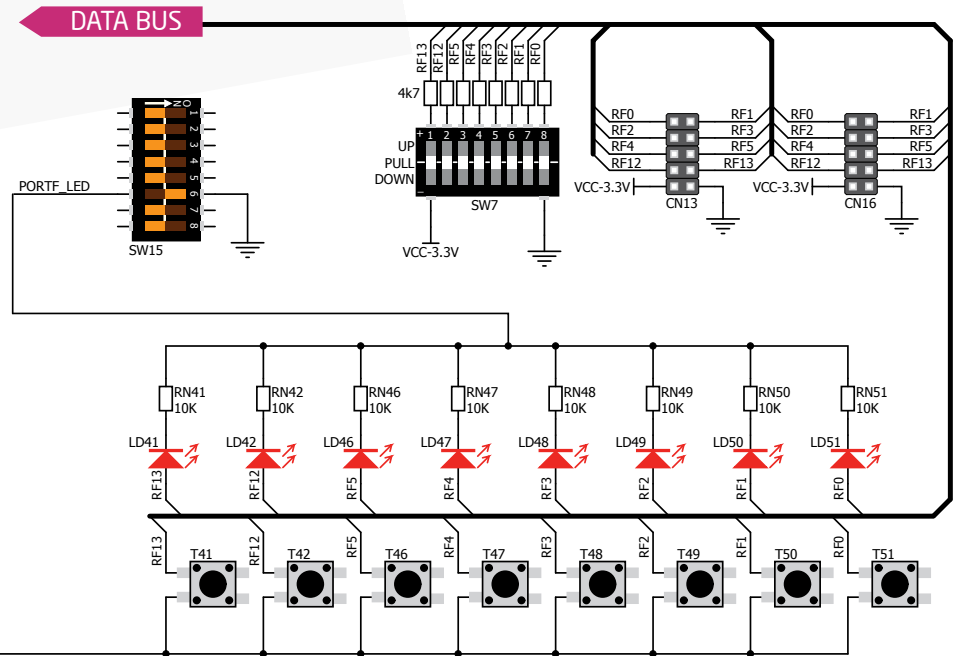 DATA BUS
RF13
RF12
RF5
RF4
RF3
RF2
RF1
RF0
4k7
+ 1 2 3 4 5 6 7 8
UP
PULL
DOWN
–
SW7
VCC-3.3V
O
N
1
2
3
4
5
6
7
8
SW15
PORTF_LED
RF0 RF1
RF2 RF3
RF4 RF5
RF12 RF13
VCC-3.3V
CN13
RF0 RF1
RF2 RF3
RF4 RF5
RF12 RF13
VCC-3.3V
CN16
RN41 RN42 RN46 RN47 RN48 RN49 RN50 RN51
10K 10K 10K 10K 10K 10K 10K 10K
LD41 LD42 LD46 LD47 LD48 LD49 LD50 LD51
RF13 RF12 RF5 RF4 RF3 RF2 RF1 RF0
RF13 RF12 RF5 RF4 RF3 RF2 RF1 RF0
T41 T42 T46 T47 T48 T49 T50 T51